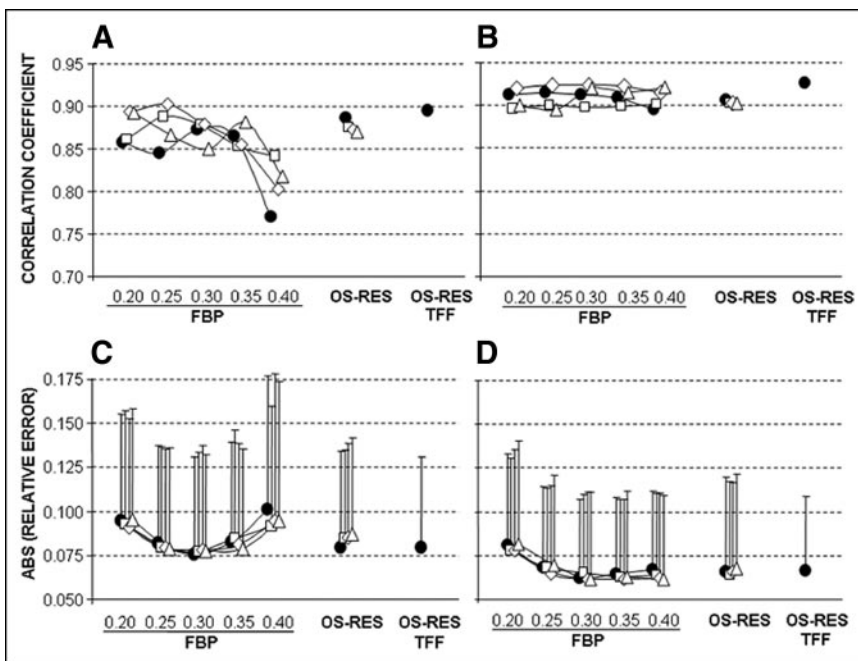 A
B
CORRELATION COEFFICIENT
0.95
0.90
0.85
0.80
0.75
0.70
0.20 0.25 0.30 0.35 0.40
FBP
OS-RES
OS-RES
TFF
0.20 0.25 0.30 0.35 0.40
FBP
OS-RES
OS-RES
TFF
C
D
ABS (RELATIVE ERROR)
0.175
0.150
0.125
0.100
0.075
0.050
0.20 0.25 0.30 0.35 0.40
FBP
OS-RES
OS-RES
TFF
0.20 0.25 0.30 0.35 0.40
FBP
OS-RES
OS-RES
TFF